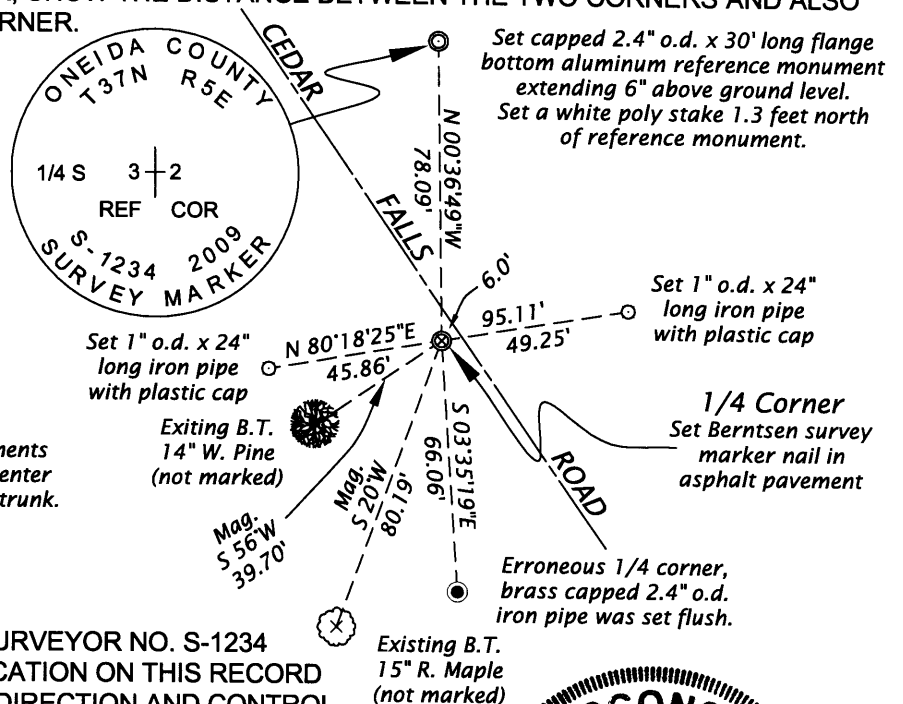 , SHOW THE DISTANCE BETWEEN THE TWO CORNERS AND ALSO
RNER.
ONEIDA COUNTY
T37N R5E
1/4 S 3 2
REF COR
S-1234 2009
SURVEY MARKER
CEDAR
FALLS
ROAD
Set capped 2.4" o.d. x 30' long flange
bottom aluminum reference monument
extending 6" above ground level.
Set a white poly stake 1.3 feet north
of reference monument.
N 00°36'49"W
78.09'
6.0'
95.11'
49.25'
Set 1" o.d. x 24"
long iron pipe
with plastic cap
Set 1" o.d. x 24"
long iron pipe
with plastic cap
N 80°18'25"E
45.86'
Exiting B.T.
14" W. Pine
(not marked)
Mag.
S 56°W
39.70'
Mag.
S 20°W
80.19'
S 03°35'19"E
66.06'
1/4 Corner
Set Berntsen survey
marker nail in
asphalt pavement
Erroneous 1/4 corner,
brass capped 2.4" o.d.
iron pipe was set flush.
Existing B.T.
15" R. Maple
(not marked)
ments
enter
trunk.
URVEYOR NO. S-1234
CATION ON THIS RECORD
DIRECTION AND CONTROL